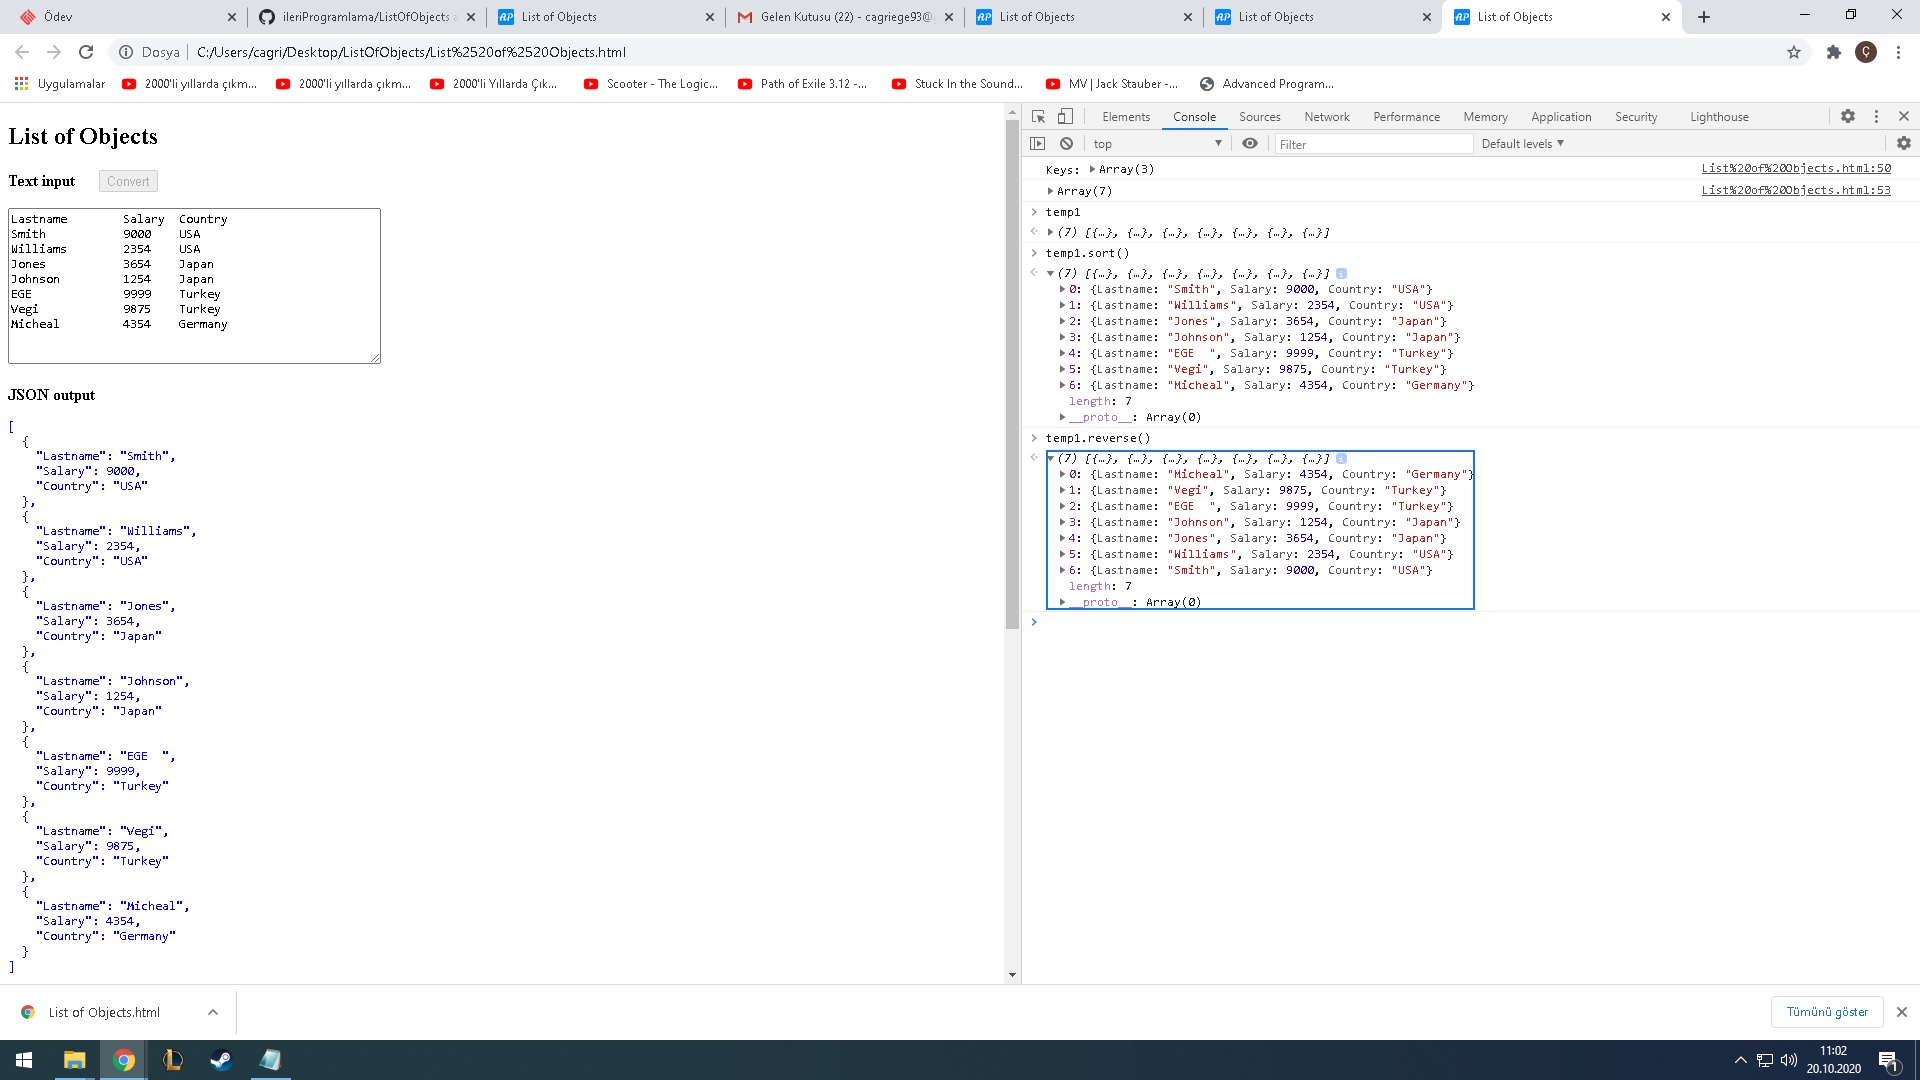 Ödev
ileriProgramlama/ListOfObjects a
List of Objects
Gelen Kutusu (22) - cagriege93@
List of Objects
List of Objects
List of Objects
Dosya
C:/Users/cagri/Desktop/ListOfObjects/List%2520of%2520Objects.html
Ç
Uygulamalar
2000'li yıllarda çıkm...
2000'li yıllarda çıkm...
2000'li Yıllarda Çık...
Scooter - The Logic...
Path of Exile 3.12 -...
Stuck In the Sound...
MV | Jack Stauber -...
Advanced Program...
List of Objects
Text input
Convert
Lastname Salary Country
Smith 9000 USA
Williams 2354 USA
Jones 3654 Japan
Johnson 1254 Japan
EGE 9999 Turkey
Vegi 9875 Turkey
Micheal 4354 Germany
JSON output
[
{
"Lastname": "Smith",
"Salary": 9000,
"Country": "USA"
},
{
"Lastname": "Williams",
"Salary": 2354,
"Country": "USA"
},
{
"Lastname": "Jones",
"Salary": 3654,
"Country": "Japan"
},
{
"Lastname": "Johnson",
"Salary": 1254,
"Country": "Japan"
},
{
"Lastname": "EGE  ",
"Salary": 9999,
"Country": "Turkey"
},
{
"Lastname": "Vegi",
"Salary": 9875,
"Country": "Turkey"
},
{
"Lastname": "Micheal",
"Salary": 4354,
"Country": "Germany"
}
]
Elements Console Sources Network Performance Memory Application Security Lighthouse
top Filter Default levels
Keys: Array(3) List%20of%20Objects.html:50
Array(7) List%20of%20Objects.html:53
temp1
(7) [{…}, {…}, {…}, {…}, {…}, {…}, {…}]
temp1.sort()
(7) [{…}, {…}, {…}, {…}, {…}, {…}, {…}]
0: {Lastname: "Smith", Salary: 9000, Country: "USA"}
1: {Lastname: "Williams", Salary: 2354, Country: "USA"}
2: {Lastname: "Jones", Salary: 3654, Country: "Japan"}
3: {Lastname: "Johnson", Salary: 1254, Country: "Japan"}
4: {Lastname: "EGE  ", Salary: 9999, Country: "Turkey"}
5: {Lastname: "Vegi", Salary: 9875, Country: "Turkey"}
6: {Lastname: "Micheal", Salary: 4354, Country: "Germany"}
length: 7
__proto__: Array(0)
temp1.reverse()
(7) [{…}, {…}, {…}, {…}, {…}, {…}, {…}]
0: {Lastname: "Micheal", Salary: 4354, Country: "Germany"}
1: {Lastname: "Vegi", Salary: 9875, Country: "Turkey"}
2: {Lastname: "EGE  ", Salary: 9999, Country: "Turkey"}
3: {Lastname: "Johnson", Salary: 1254, Country: "Japan"}
4: {Lastname: "Jones", Salary: 3654, Country: "Japan"}
5: {Lastname: "Williams", Salary: 2354, Country: "USA"}
6: {Lastname: "Smith", Salary: 9000, Country: "USA"}
length: 7
__proto__: Array(0)
List of Objects.html
Tümünü göster
11:02
20.10.2020
1